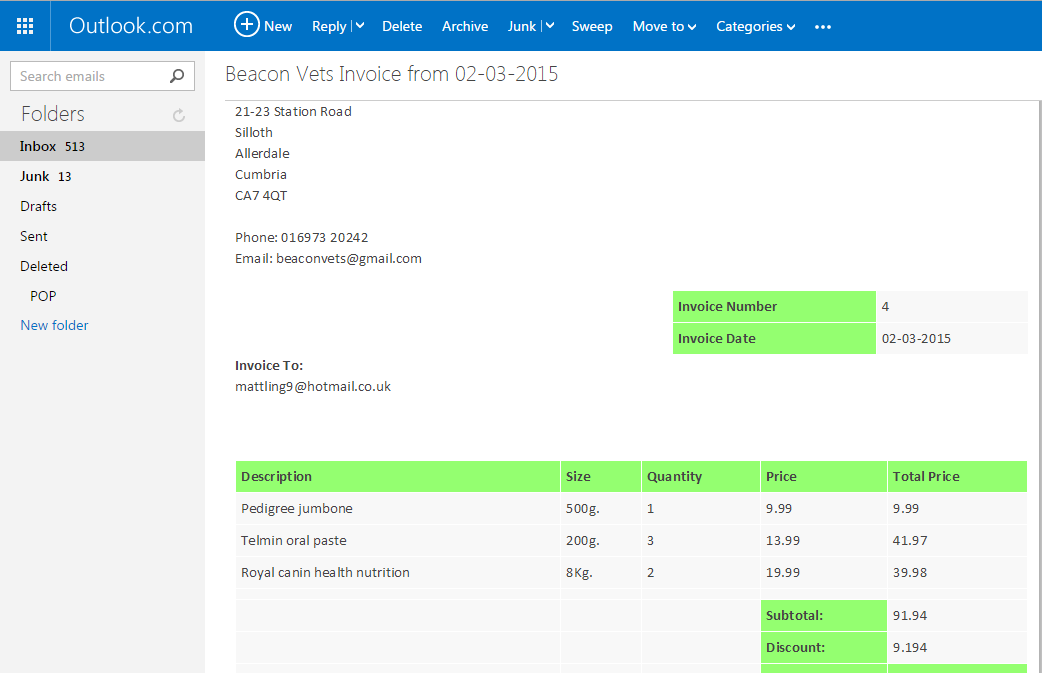 Outlook.com
New Reply Delete Archive Junk Sweep Move to Categories
Search emails
Folders
Inbox 513
Junk 13
Drafts
Sent
Deleted
POP
New folder
Beacon Vets Invoice from 02-03-2015
21-23 Station Road
Silloth
Allerdale
Cumbria
CA7 4QT
Phone: 016973 20242
Email: beaconvets@gmail.com
Invoice Number 4
Invoice Date 02-03-2015
Invoice To:
mattling9@hotmail.co.uk
Description Size Quantity Price Total Price
Pedigree jumbone 500g. 1 9.99 9.99
Telmin oral paste 200g. 3 13.99 41.97
Royal canin health nutrition 8Kg. 2 19.99 39.98
Subtotal: 91.94
Discount: 9.194